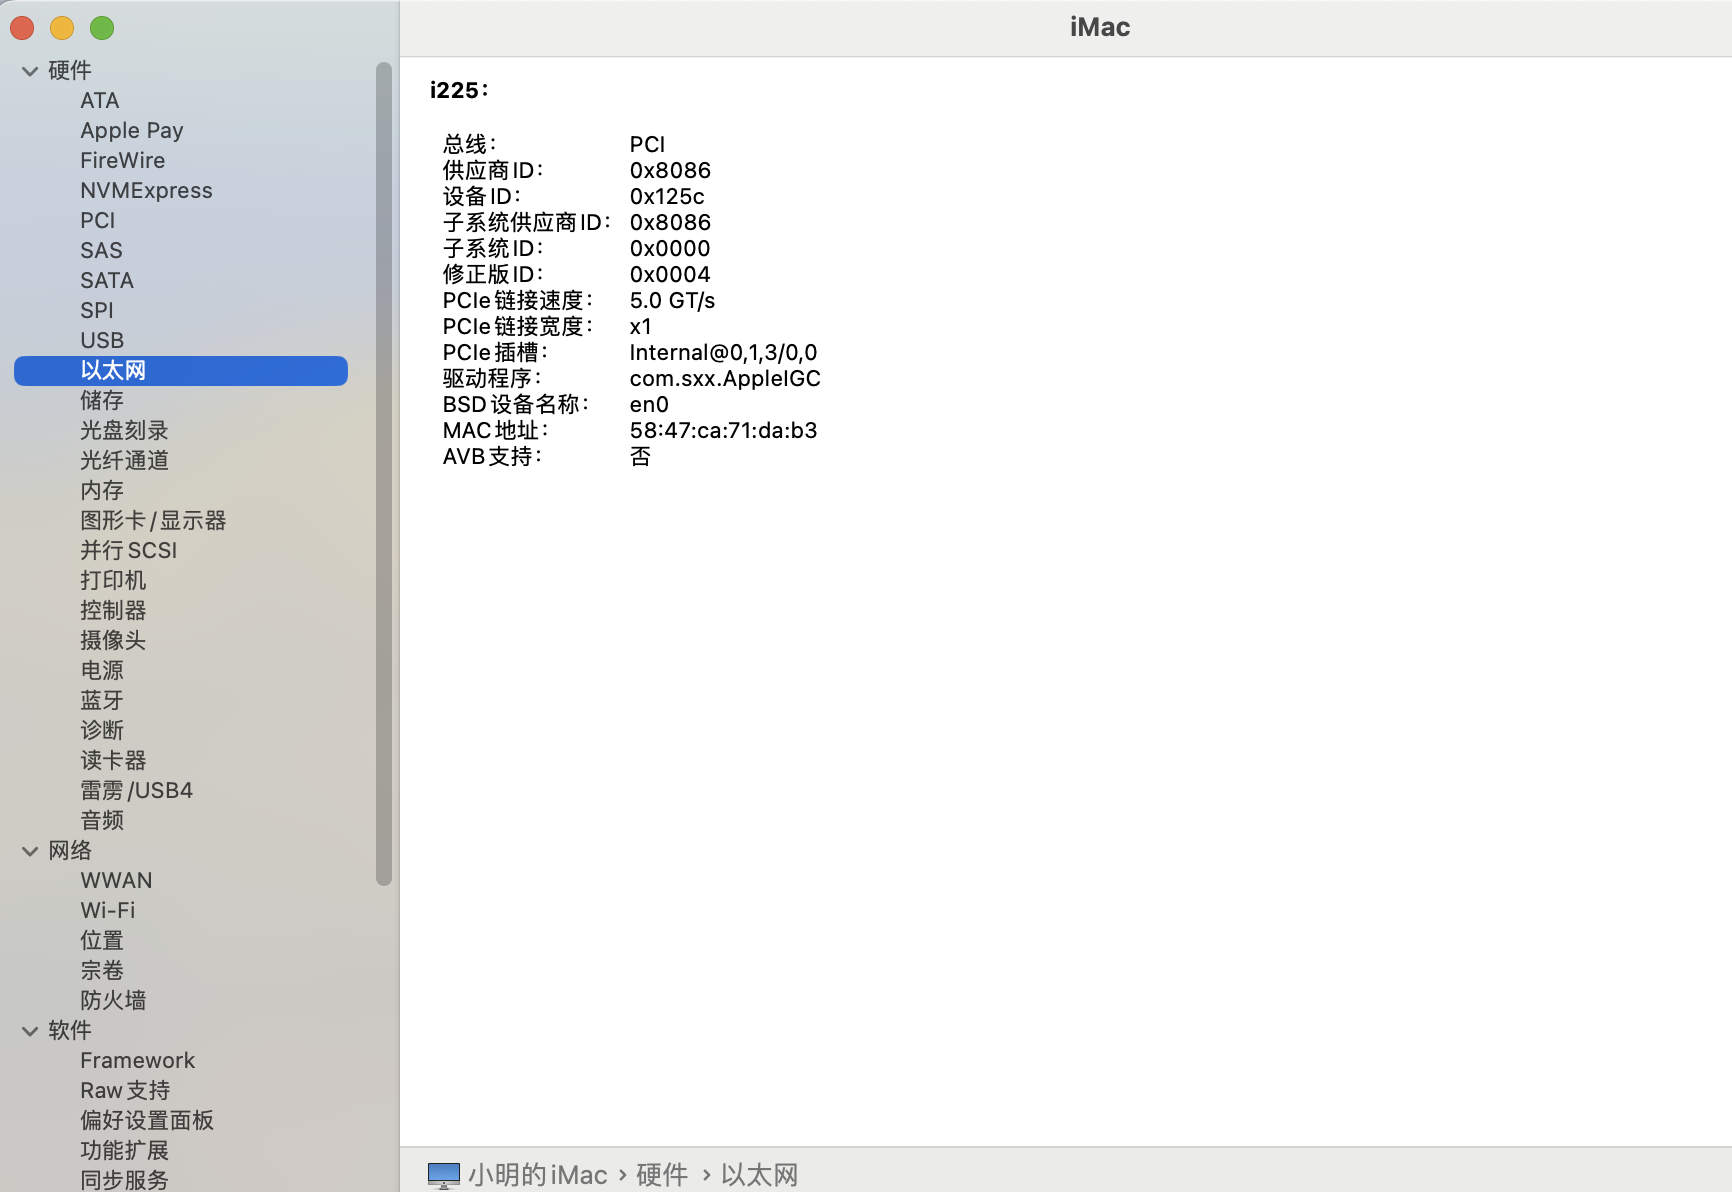 iMac
硬件
ATA
Apple Pay
FireWire
NVMExpress
PCI
SAS
SATA
SPI
USB
以太网
储存
光盘刻录
光纤通道
内存
图形卡/显示器
并行SCSI
打印机
控制器
摄像头
电源
蓝牙
诊断
读卡器
雷雳/USB4
音频
网络
WWAN
Wi-Fi
位置
宗卷
防火墙
软件
Framework
Raw支持
偏好设置面板
功能扩展
同步服务
i225：
总线： PCI
供应商ID： 0x8086
设备ID： 0x125c
子系统供应商ID： 0x8086
子系统ID： 0x0000
修正版ID： 0x0004
PCIe链接速度： 5.0 GT/s
PCIe链接宽度： x1
PCIe插槽： Internal@0,1,3/0,0
驱动程序： com.sxx.AppleIGC
BSD设备名称： en0
MAC地址： 58:47:ca:71:da:b3
AVB支持： 否
小明的iMac › 硬件 › 以太网